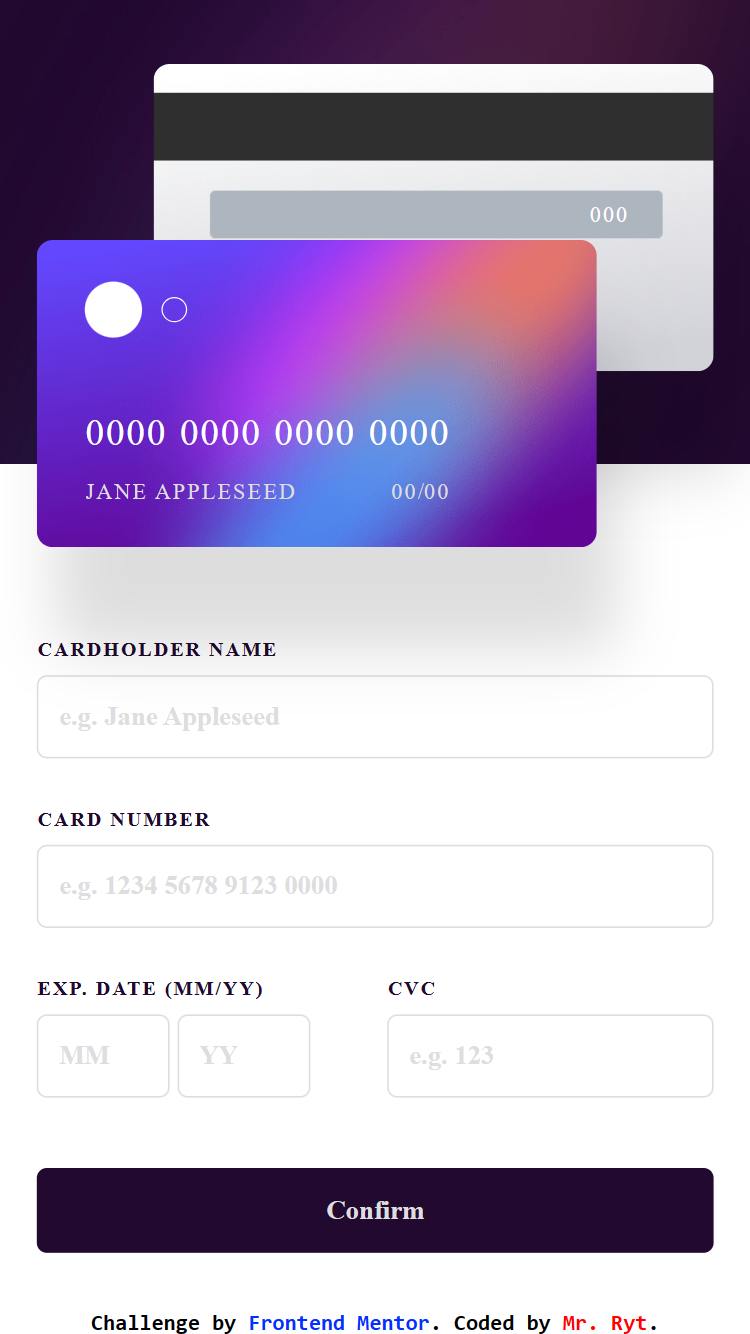 000
0000 0000 0000 0000
JANE APPLESEED 00/00
CARDHOLDER NAME
e.g. Jane Appleseed
CARD NUMBER
e.g. 1234 5678 9123 0000
EXP. DATE (MM/YY) CVC
MM YY e.g. 123
Confirm
Challenge by Frontend Mentor. Coded by Mr. Ryt.